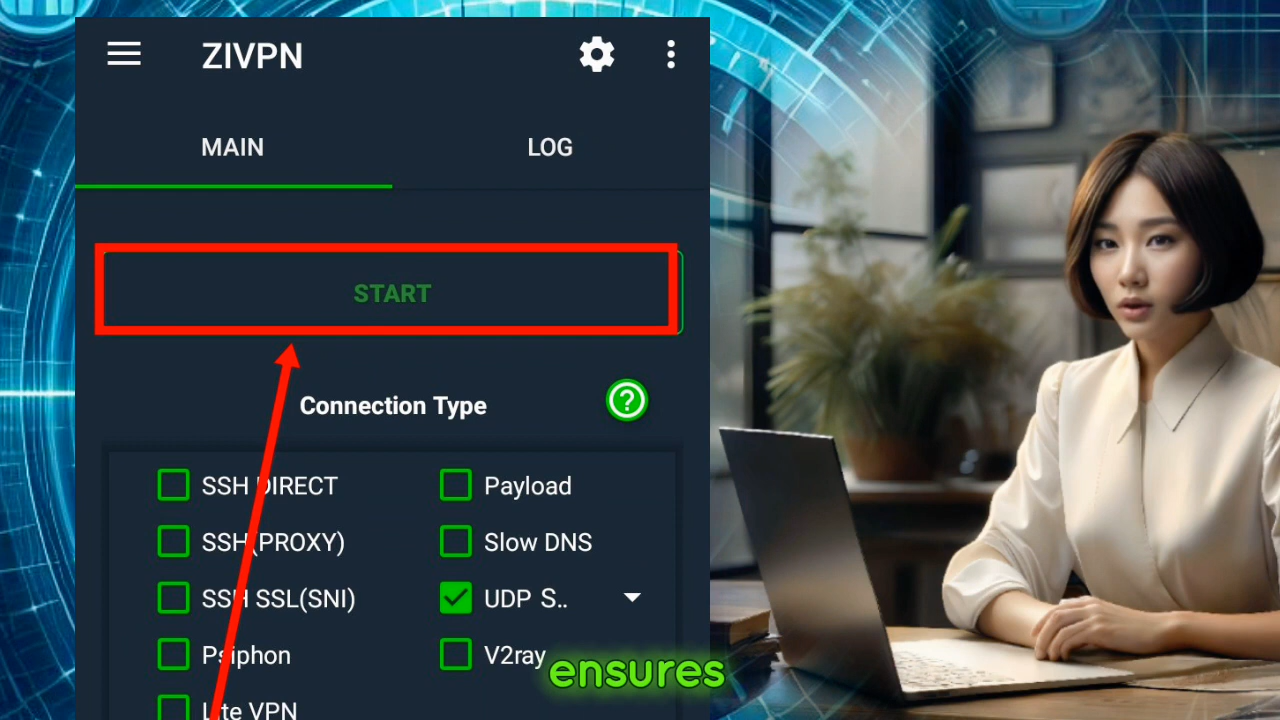 ZIVPN
MAIN LOG
START
Connection Type
SSH DIRECT Payload
SSH(PROXY) Slow DNS
SSH SSL(SNI) UDP S..
Psiphon V2ray
ensures
Lite VPN